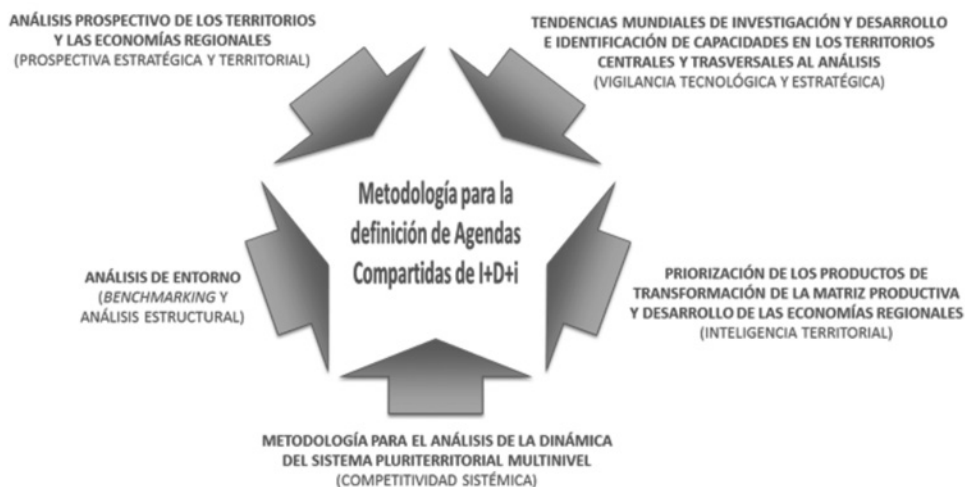 ANÁLISIS PROSPECTIVO DE LOS TERRITORIOS
Y LAS ECONOMÍAS REGIONALES
(PROSPECTIVA ESTRATÉGICA Y TERRITORIAL)
TENDENCIAS MUNDIALES DE INVESTIGACIÓN Y DESARROLLO
E IDENTIFICACIÓN DE CAPACIDADES EN LOS TERRITORIOS
CENTRALES Y TRASVERSALES AL ANÁLISIS
(VIGILANCIA TECNOLÓGICA Y ESTRATÉGICA)
Metodología para la
definición de Agendas
Compartidas de I+D+i
ANÁLISIS DE ENTORNO
(BENCHMARKING Y
ANÁLISIS ESTRUCTURAL)
PRIORIZACIÓN DE LOS PRODUCTOS DE
TRANSFORMACIÓN DE LA MATRIZ PRODUCTIVA
Y DESARROLLO DE LAS ECONOMÍAS REGIONALES
(INTELIGENCIA TERRITORIAL)
METODOLOGÍA PARA EL ANÁLISIS DE LA DINÁMICA
DEL SISTEMA PLURITERRITORIAL MULTINIVEL
(COMPETITIVIDAD SISTÉMICA)